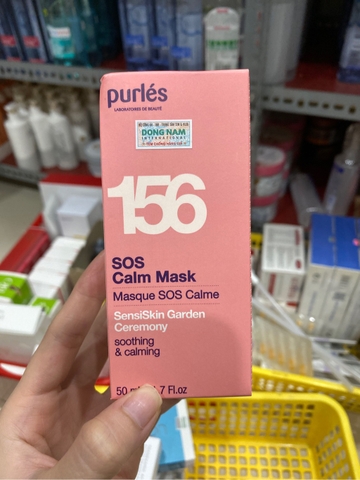 purlés
LABORATOIRES DE BEAUTÉ
DONG NAM
INTERNATIONAL
156
SOS
Calm Mask
Masque SOS Calme
SensiSkin Garden
Ceremony
soothing
& calming
50 7 Fl.oz